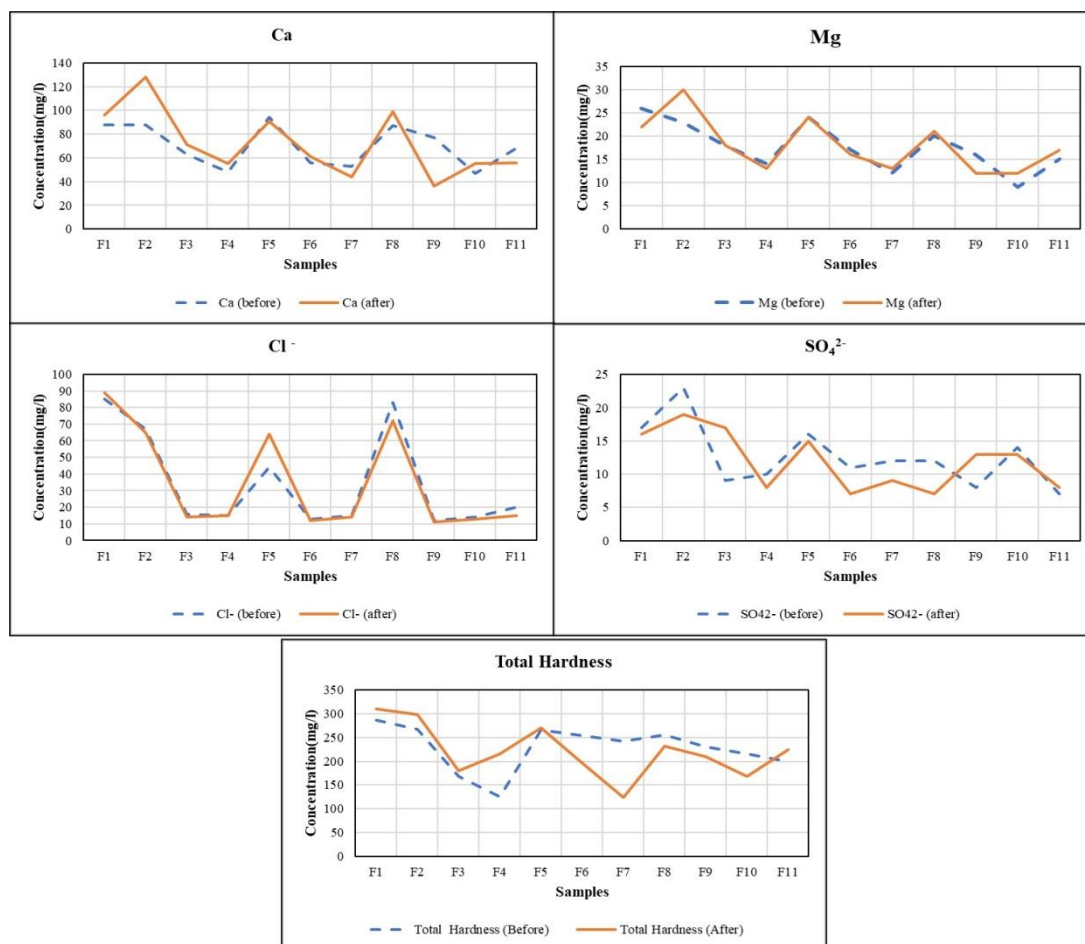 Ca
Concentration(mg/l)
140
120
100
80
60
40
20
0
F1 F2 F3 F4 F5 F6 F7 F8 F9 F10 F11
Samples
Ca (before) Ca (after)
Mg
Concentration(mg/l)
35
30
25
20
15
10
5
0
F1 F2 F3 F4 F5 F6 F7 F8 F9 F10 F11
Samples
Mg (before) Mg (after)
Cl -
Concentration(mg/l)
100
90
80
70
60
50
40
30
20
10
0
F1 F2 F3 F4 F5 F6 F7 F8 F9 F10 F11
Samples
Cl- (before) Cl- (after)
SO₄²⁻
Concentration(mg/l)
25
20
15
10
5
0
F1 F2 F3 F4 F5 F6 F7 F8 F9 F10 F11
Samples
SO42- (before) SO42- (after)
Total Hardness
Concentration(mg/l)
350
300
250
200
150
100
50
0
F1 F2 F3 F4 F5 F6 F7 F8 F9 F10 F11
Samples
Total Hardness (Before) Total Hardness (After)